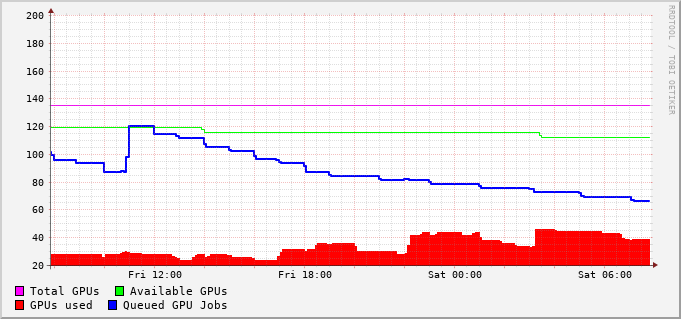 200
180
160
140
120
100
80
60
40
20
Fri 12:00 Fri 18:00 Sat 00:00 Sat 06:00
Total GPUs Available GPUs
GPUs used Queued GPU Jobs
RRDTOOL / TOBI OETIKER